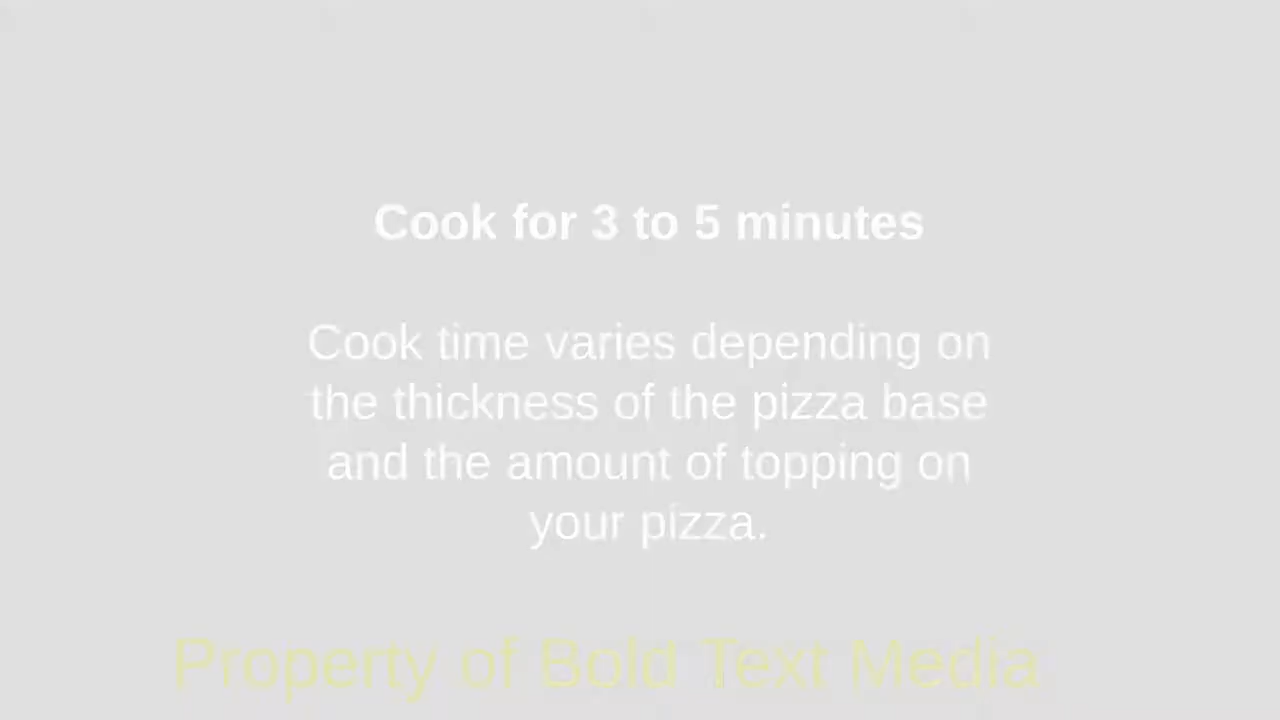 Cook for 3 to 5 minutes
Cook time varies depending on
the thickness of the pizza base
and the amount of topping on
your pizza.
Property of Bold Text Media